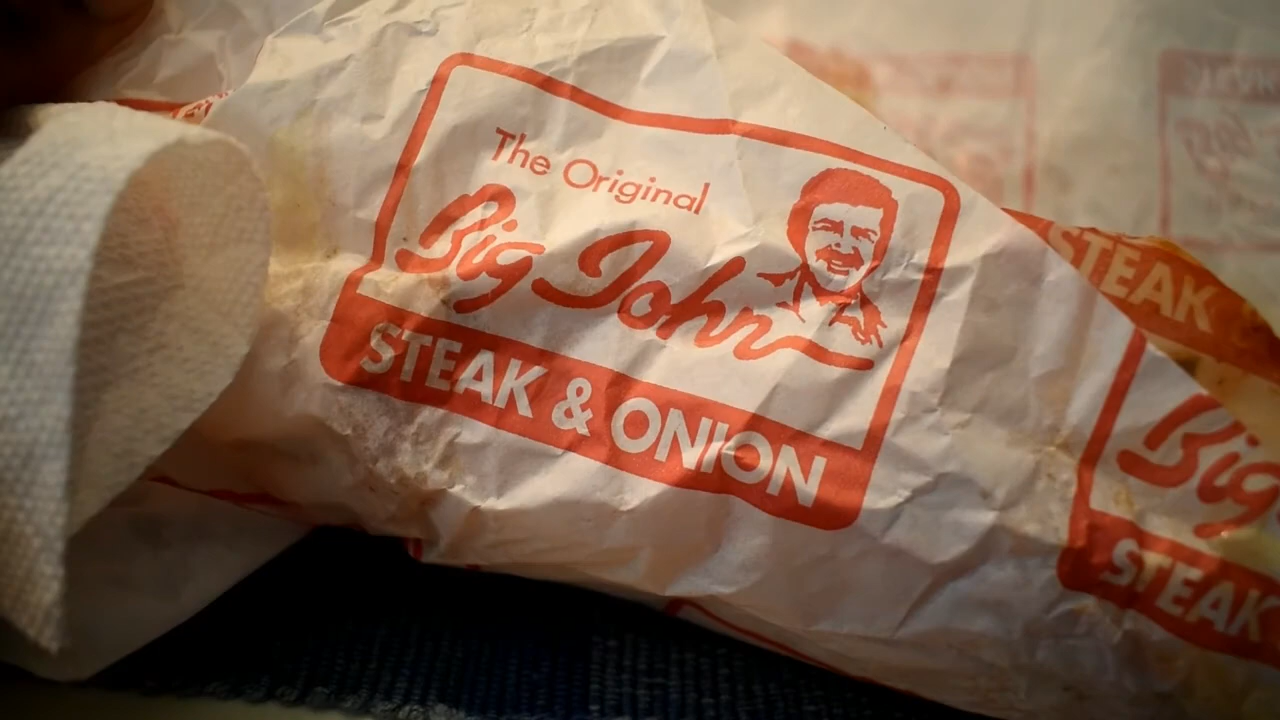 The Original
Big John
STEAK & ONION
STEAK
Big
STEAK